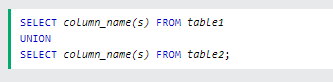 SELECT column_name(s) FROM table1
UNION
SELECT column_name(s) FROM table2;